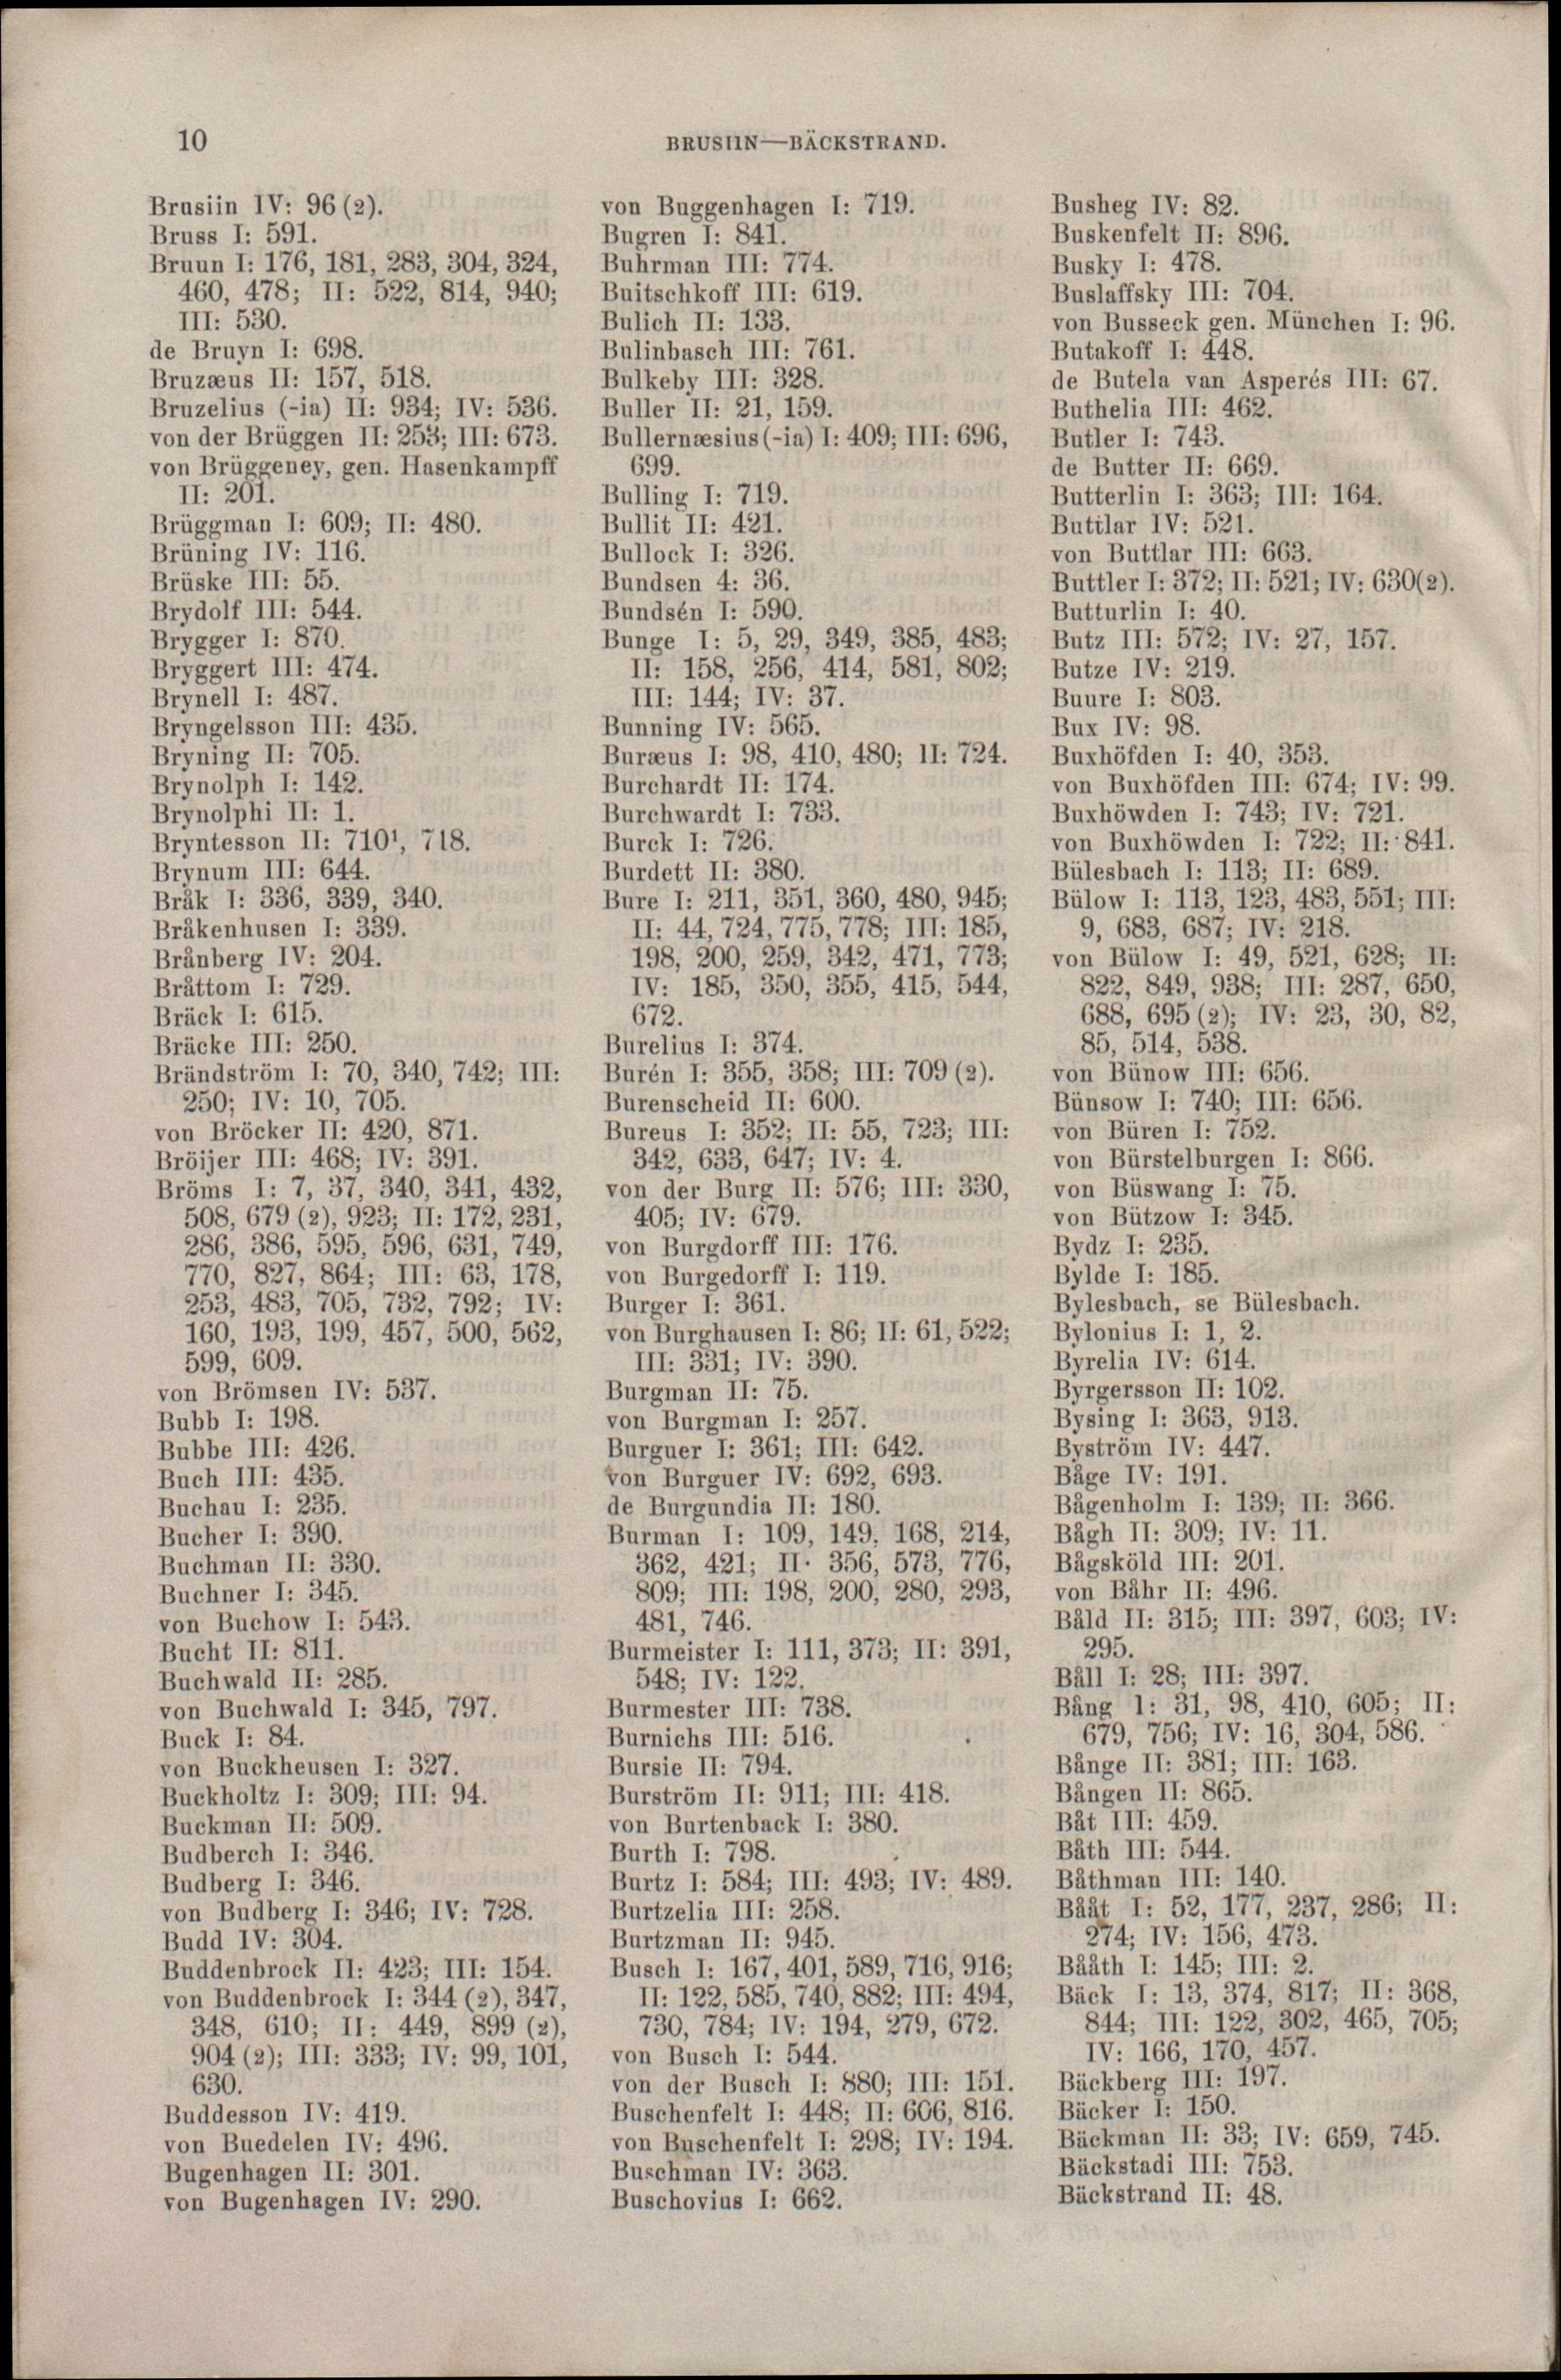 10
BRUSIIN—BÄCKSTRAND.
Brusiin IV: 96 (2).
Bruss I: 591.
Bruun I: 176, 181, 283, 304, 324,
460, 478; II: 522, 814, 940;
III: 530.
de Bruyn I: 698.
Bruzæus II: 157, 518.
Bruzelius (-ia) II: 934; IV: 536.
von der Brüggen II: 253; III: 673.
von Brüggeney, gen. Hasenkampff
II: 201.
Brüggman I: 609; II: 480.
Brüning IV: 116.
Brüske III: 55.
Brydolf III: 544.
Brygger I: 870.
Bryggert III: 474.
Brynell I: 487.
Bryngelsson III: 435.
Bryning II: 705.
Brynolph I: 142.
Brynolphi II: 1.
Bryntesson II: 710¹, 718.
Brynum III: 644.
Bråk I: 336, 339, 340.
Bråkenhusen I: 339.
Brånberg IV: 204.
Bråttom I: 729.
Bräck I: 615.
Bräcke III: 250.
Brändström I: 70, 340, 742; III:
250; IV: 10, 705.
von Bröcker II: 420, 871.
Bröijer III: 468; IV: 391.
Bröms I: 7, 37, 340, 341, 432,
508, 679 (2), 923; II: 172, 231,
286, 386, 595, 596, 631, 749,
770, 827, 864; III: 63, 178,
253, 483, 705, 732, 792; IV:
160, 193, 199, 457, 500, 562,
599, 609.
von Brömsen IV: 537.
Bubb I: 198.
Bubbe III: 426.
Buch III: 435.
Buchau I: 235.
Bucher I: 390.
Buchman II: 330.
Buchner I: 345.
von Buchow I: 543.
Bucht II: 811.
Buchwald II: 285.
von Buchwald I: 345, 797.
Buck I: 84.
von Buckheusen I: 327.
Buckholtz I: 309; III: 94.
Buckman II: 509.
Budberch I: 346.
Budberg I: 346.
von Budberg I: 346; IV: 728.
Budd IV: 304.
Buddenbrock II: 423; III: 154.
von Buddenbrock I: 344 (2), 347,
348, 610; II: 449, 899 (2),
904 (2); III: 333; IV: 99, 101,
630.
Buddesson IV: 419.
von Buedelen IV: 496.
Bugenhagen II: 301.
von Bugenhagen IV: 290.
von Buggenhagen I: 719.
Bugren I: 841.
Buhrman III: 774.
Buitschkoff III: 619.
Bulich II: 133.
Bulinbasch III: 761.
Bulkeby III: 328.
Buller II: 21, 159.
Bullernæsius (-ia) I: 409; III: 696,
699.
Bulling I: 719.
Bullit II: 421.
Bullock I: 326.
Bundsen 4: 36.
Bundsén I: 590.
Bunge I: 5, 29, 349, 385, 483;
II: 158, 256, 414, 581, 802;
III: 144; IV: 37.
Bunning IV: 565.
Buræus I: 98, 410, 480; II: 724.
Burchardt II: 174.
Burchwardt I: 733.
Burck I: 726.
Burdett II: 380.
Bure I: 211, 351, 360, 480, 945;
II: 44, 724, 775, 778; III: 185,
198, 200, 259, 342, 471, 773;
IV: 185, 350, 355, 415, 544,
672.
Burelius I: 374.
Burén I: 355, 358; III: 709 (2).
Burenscheid II: 600.
Bureus I: 352; II: 55, 723; III:
342, 633, 647; IV: 4.
von der Burg II: 576; III: 330,
405; IV: 679.
von Burgdorff III: 176.
von Burgedorff I: 119.
Burger I: 361.
von Burghausen I: 86; II: 61, 522;
III: 331; IV: 390.
Burgman II: 75.
von Burgman I: 257.
Burguer I: 361; III: 642.
von Burguer IV: 692, 693.
de Burgundia II: 180.
Burman I: 109, 149, 168, 214,
362, 421; II· 356, 573, 776,
809; III: 198, 200, 280, 293,
481, 746.
Burmeister I: 111, 373; II: 391,
548; IV: 122.
Burmester III: 738.
Burnichs III: 516.
Bursie II: 794.
Burström II: 911; III: 418.
von Burtenback I: 380.
Burth I: 798.
Burtz I: 584; III: 493; IV: 489.
Burtzelia III: 258.
Burtzman II: 945.
Busch I: 167, 401, 589, 716, 916;
II: 122, 585, 740, 882; III: 494,
730, 784; IV: 194, 279, 672.
von Busch I: 544.
von der Busch I: 880; III: 151.
Buschenfelt I: 448; II: 606, 816.
von Buschenfelt I: 298; IV: 194.
Buschman IV: 363.
Buschovius I: 662.
Busheg IV: 82.
Buskenfelt II: 896.
Busky I: 478.
Buslaffsky III: 704.
von Busseck gen. München I: 96.
Butakoff I: 448.
de Butela van Asperés III: 67.
Buthelia III: 462.
Butler I: 743.
de Butter II: 669.
Butterlin I: 363; III: 164.
Buttlar IV: 521.
von Buttlar III: 663.
Buttler I: 372; II: 521; IV: 630(2).
Butturlin I: 40.
Butz III: 572; IV: 27, 157.
Butze IV: 219.
Buure I: 803.
Bux IV: 98.
Buxhöfden I: 40, 353.
von Buxhöfden III: 674; IV: 99.
Buxhöwden I: 743; IV: 721.
von Buxhöwden I: 722; II: 841.
Bülesbach I: 113; II: 689.
Bülow I: 113, 123, 483, 551; III:
9, 683, 687; IV: 218.
von Bülow I: 49, 521, 628; II:
822, 849, 938; III: 287, 650,
688, 695 (2); IV: 23, 30, 82,
85, 514, 538.
von Bünow III: 656.
Bünsow I: 740; III: 656.
von Büren I: 752.
von Bürstelburgen I: 866.
von Büswang I: 75.
von Bützow I: 345.
Bydz I: 235.
Bylde I: 185.
Bylesbach, se Bülesbach.
Bylonius I: 1, 2.
Byrelia IV: 614.
Byrgersson II: 102.
Bysing I: 363, 913.
Byström IV: 447.
Båge IV: 191.
Bågenholm I: 139; II: 366.
Bågh II: 309; IV: 11.
Bågsköld III: 201.
von Båhr II: 496.
Båld II: 315; III: 397, 603; IV:
295.
Båll I: 28; III: 397.
Bång I: 31, 98, 410, 605; II:
679, 756; IV: 16, 304, 586.
Bånge II: 381; III: 163.
Bången II: 865.
Båt III: 459.
Båth III: 544.
Båthman III: 140.
Bååt I: 52, 177, 237, 286; II:
274; IV: 156, 473.
Bååth I: 145; III: 2.
Bäck I: 13, 374, 817; II: 368,
844; III: 122, 302, 465, 705;
IV: 166, 170, 457.
Bäckberg III: 197.
Bäcker I: 150.
Bäckman II: 33; IV: 659, 745.
Bäckstadi III: 753.
Bäckstrand II: 48.